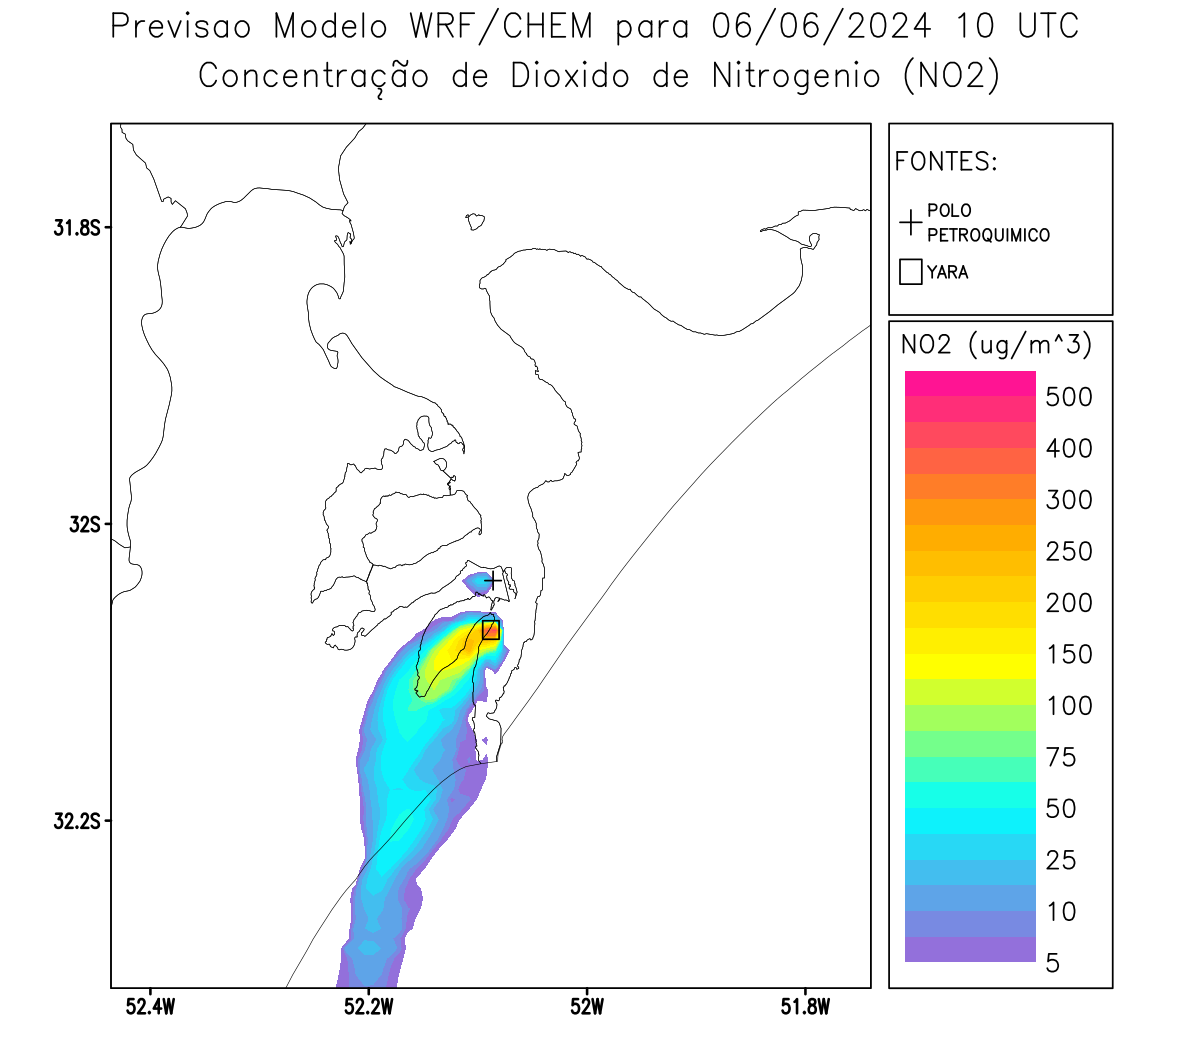 Previsao Modelo WRF/CHEM para 06/06/2024 10 UTC
Concentração de Dioxido de Nitrogenio (NO2)
FONTES:
POLO
PETROQUIMICO
YARA
NO2 (ug/m^3)
500
400
300
250
200
150
100
75
50
25
10
5
31.8S
32S
32.2S
52.4W
52.2W
52W
51.8W